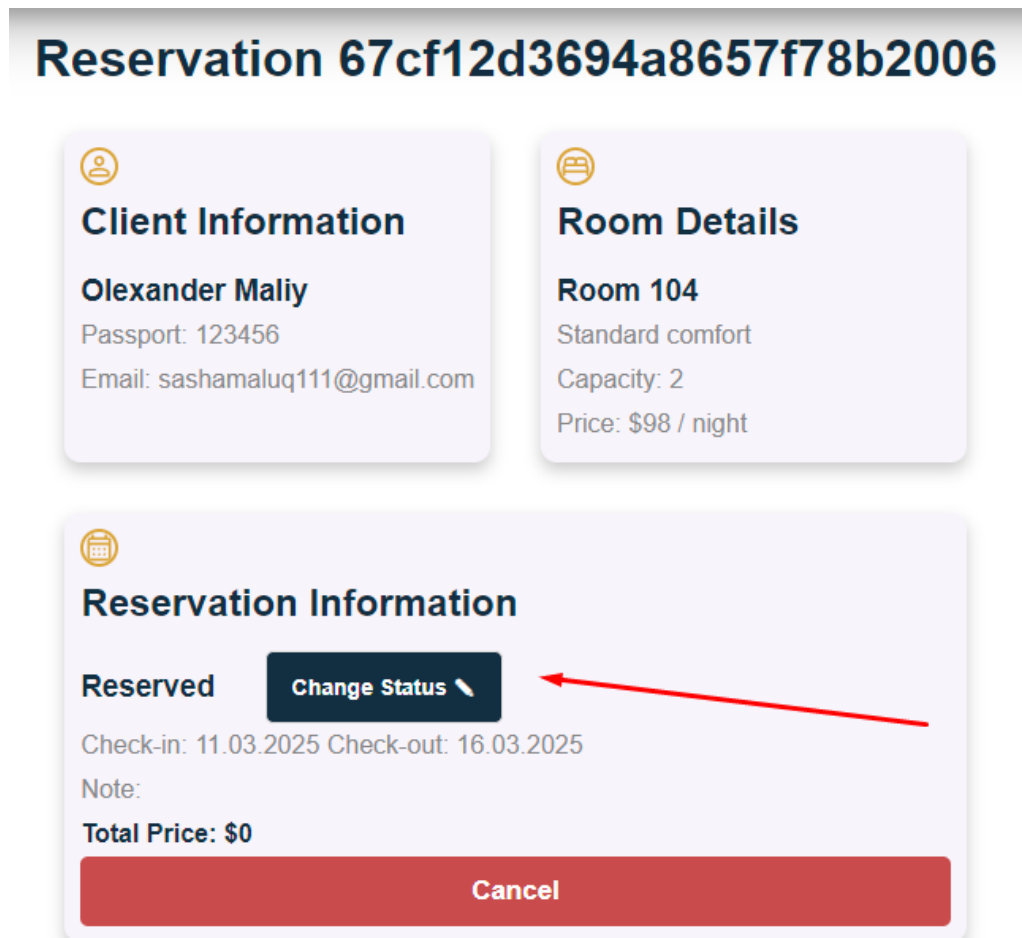 Reservation 67cf12d3694a8657f78b2006
Client Information
Olexander Maliy
Passport: 123456
Email: sashamaluq111@gmail.com
Room Details
Room 104
Standard comfort
Capacity: 2
Price: $98 / night
Reservation Information
Reserved
Change Status
Check-in: 11.03.2025 Check-out: 16.03.2025
Note:
Total Price: $0
Cancel